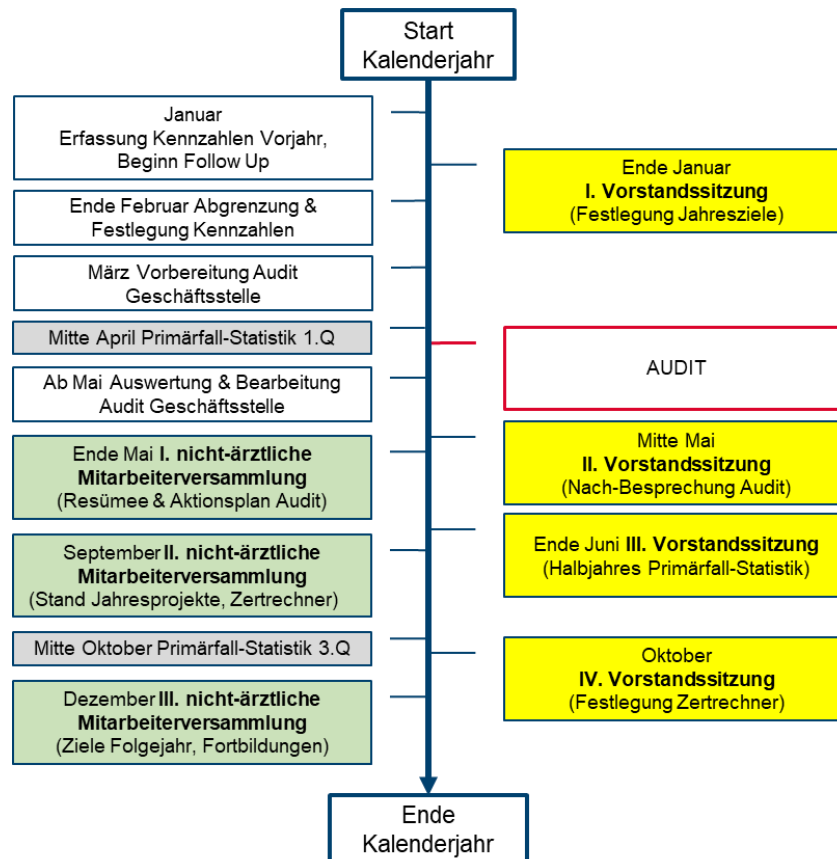 Start
Kalenderjahr
Januar
Erfassung Kennzahlen Vorjahr,
Beginn Follow Up
Ende Januar
I. Vorstandssitzung
(Festlegung Jahresziele)
Ende Februar Abgrenzung &
Festlegung Kennzahlen
März Vorbereitung Audit
Geschäftsstelle
Mitte April Primärfall-Statistik 1.Q
AUDIT
Ab Mai Auswertung & Bearbeitung
Audit Geschäftsstelle
Mitte Mai
II. Vorstandssitzung
(Nach-Besprechung Audit)
Ende Mai I. nicht-ärztliche
Mitarbeiterversammlung
(Resümee & Aktionsplan Audit)
Ende Juni III. Vorstandssitzung
(Halbjahres Primärfall-Statistik)
September II. nicht-ärztliche
Mitarbeiterversammlung
(Stand Jahresprojekte, Zertrechner)
Mitte Oktober Primärfall-Statistik 3.Q
Oktober
IV. Vorstandssitzung
(Festlegung Zertrechner)
Dezember III. nicht-ärztliche
Mitarbeiterversammlung
(Ziele Folgejahr, Fortbildungen)
Ende
Kalenderjahr